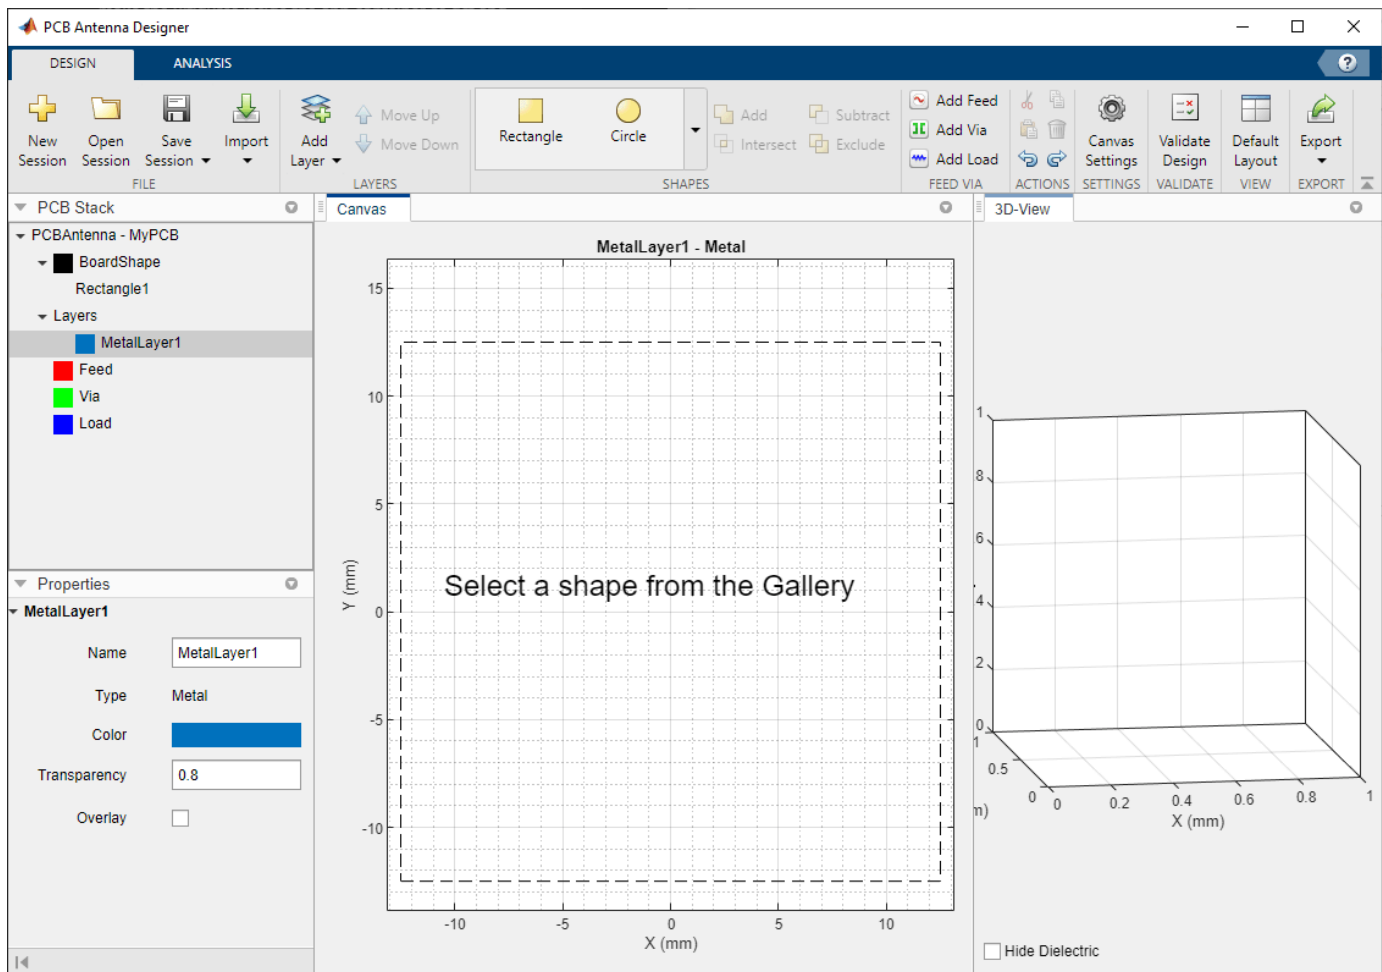 PCB Antenna Designer
DESIGN ANALYSIS
New Session
Open Session
Save Session
Import
FILE
Add Layer
Move Up
Move Down
LAYERS
Rectangle
Circle
Add
Subtract
Intersect
Exclude
SHAPES
Add Feed
Add Via
Add Load
FEED VIA
ACTIONS
Canvas Settings
SETTINGS
Validate Design
VALIDATE
Default Layout
VIEW
Export
EXPORT
PCB Stack
PCBAntenna - MyPCB
BoardShape
Rectangle1
Layers
MetalLayer1
Feed
Via
Load
Properties
MetalLayer1
Name MetalLayer1
Type Metal
Color
Transparency 0.8
Overlay
Canvas
MetalLayer1 - Metal
15
10
5
0
-5
-10
Y (mm)
Select a shape from the Gallery
-10 -5 0 5 10
X (mm)
3D-View
1
8
6
4
2
0
1
0.5
0
m)
0 0.2 0.4 0.6 0.8 1
X (mm)
Hide Dielectric